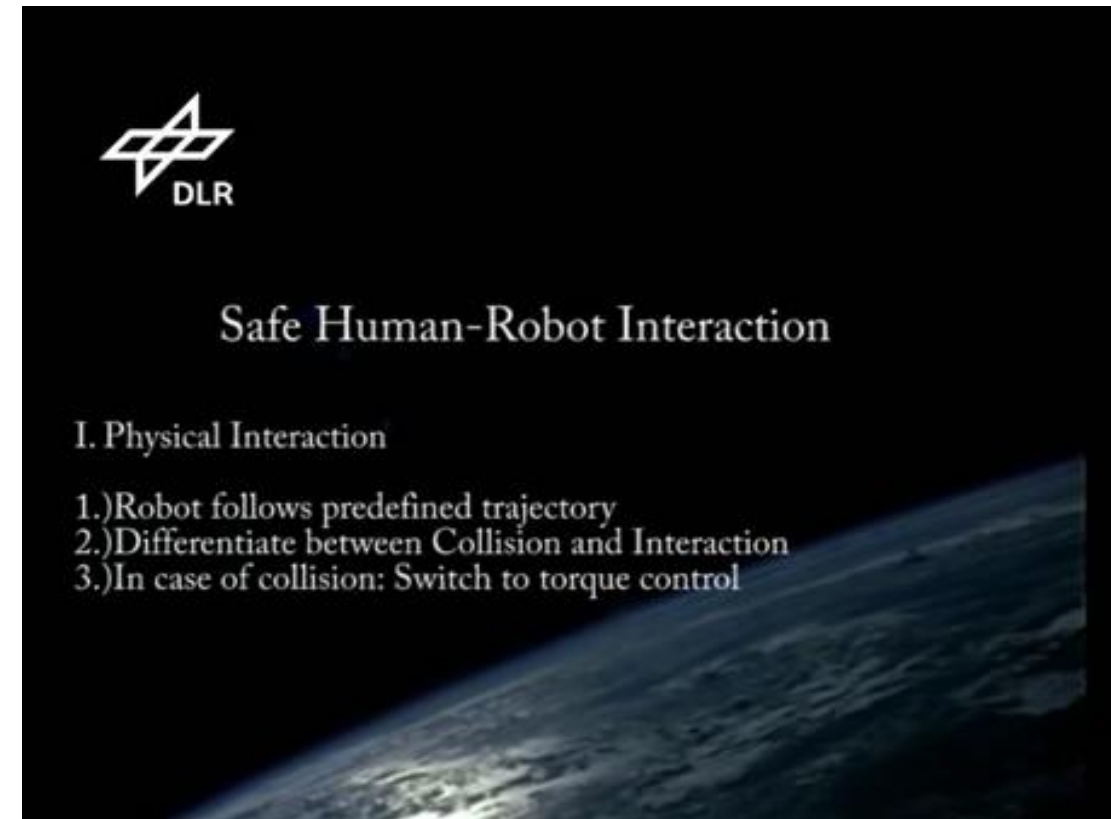 DLR
Safe Human-Robot Interaction
I. Physical Interaction
1.)Robot follows predefined trajectory
2.)Differentiate between Collision and Interaction
3.)In case of collision: Switch to torque control